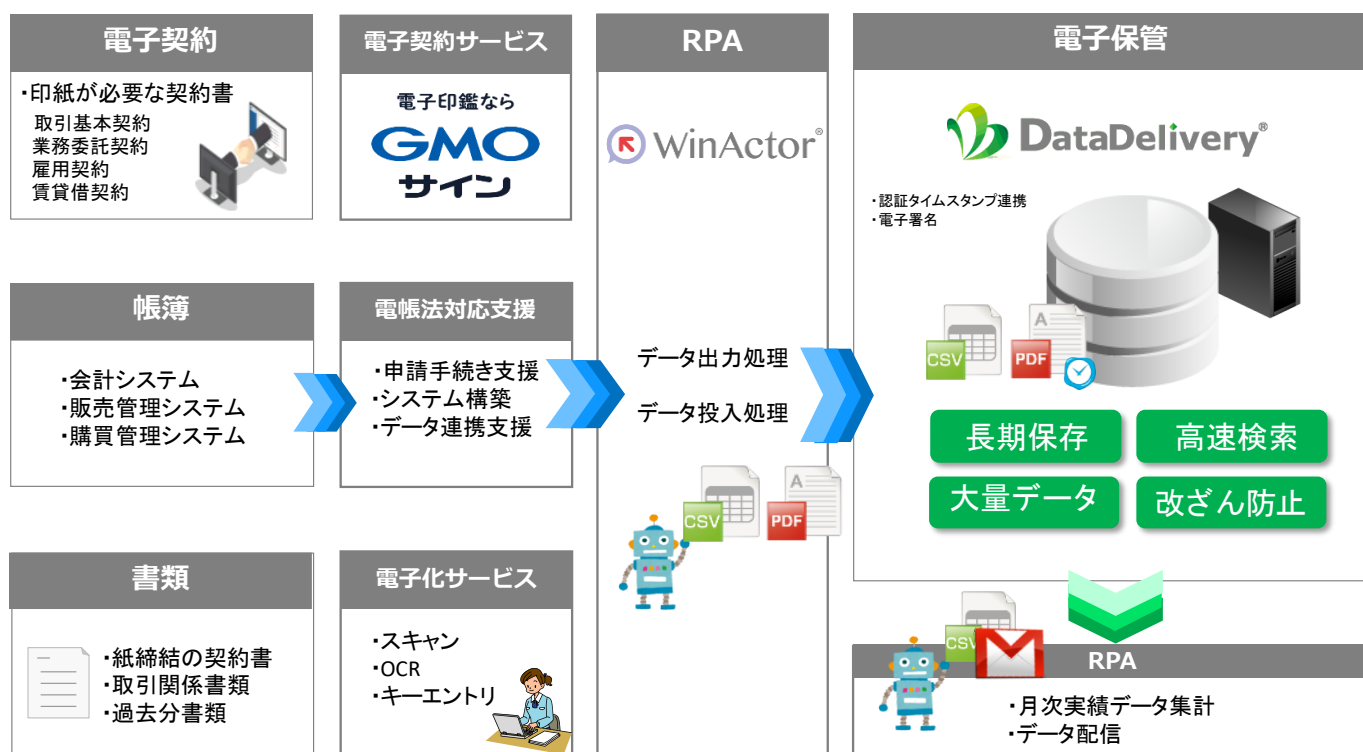 電子契約
・印紙が必要な契約書
取引基本契約
業務委託契約
雇用契約
賃貸借契約
電子契約サービス
電子印鑑なら
GMO
サイン
帳簿
・会計システム
・販売管理システム
・購買管理システム
電帳法対応支援
・申請手続き支援
・システム構築
・データ連携支援
書類
・紙締結の契約書
・取引関係書類
・過去分書類
電子化サービス
・スキャン
・OCR
・キーエントリ
RPA
WinActor®
データ出力処理
データ投入処理
CSV
A
PDF
電子保管
DataDelivery®
・認証タイムスタンプ連携
・電子署名
CSV
A
PDF
長期保存
高速検索
大量データ
改ざん防止
CSV
RPA
・月次実績データ集計
・データ配信